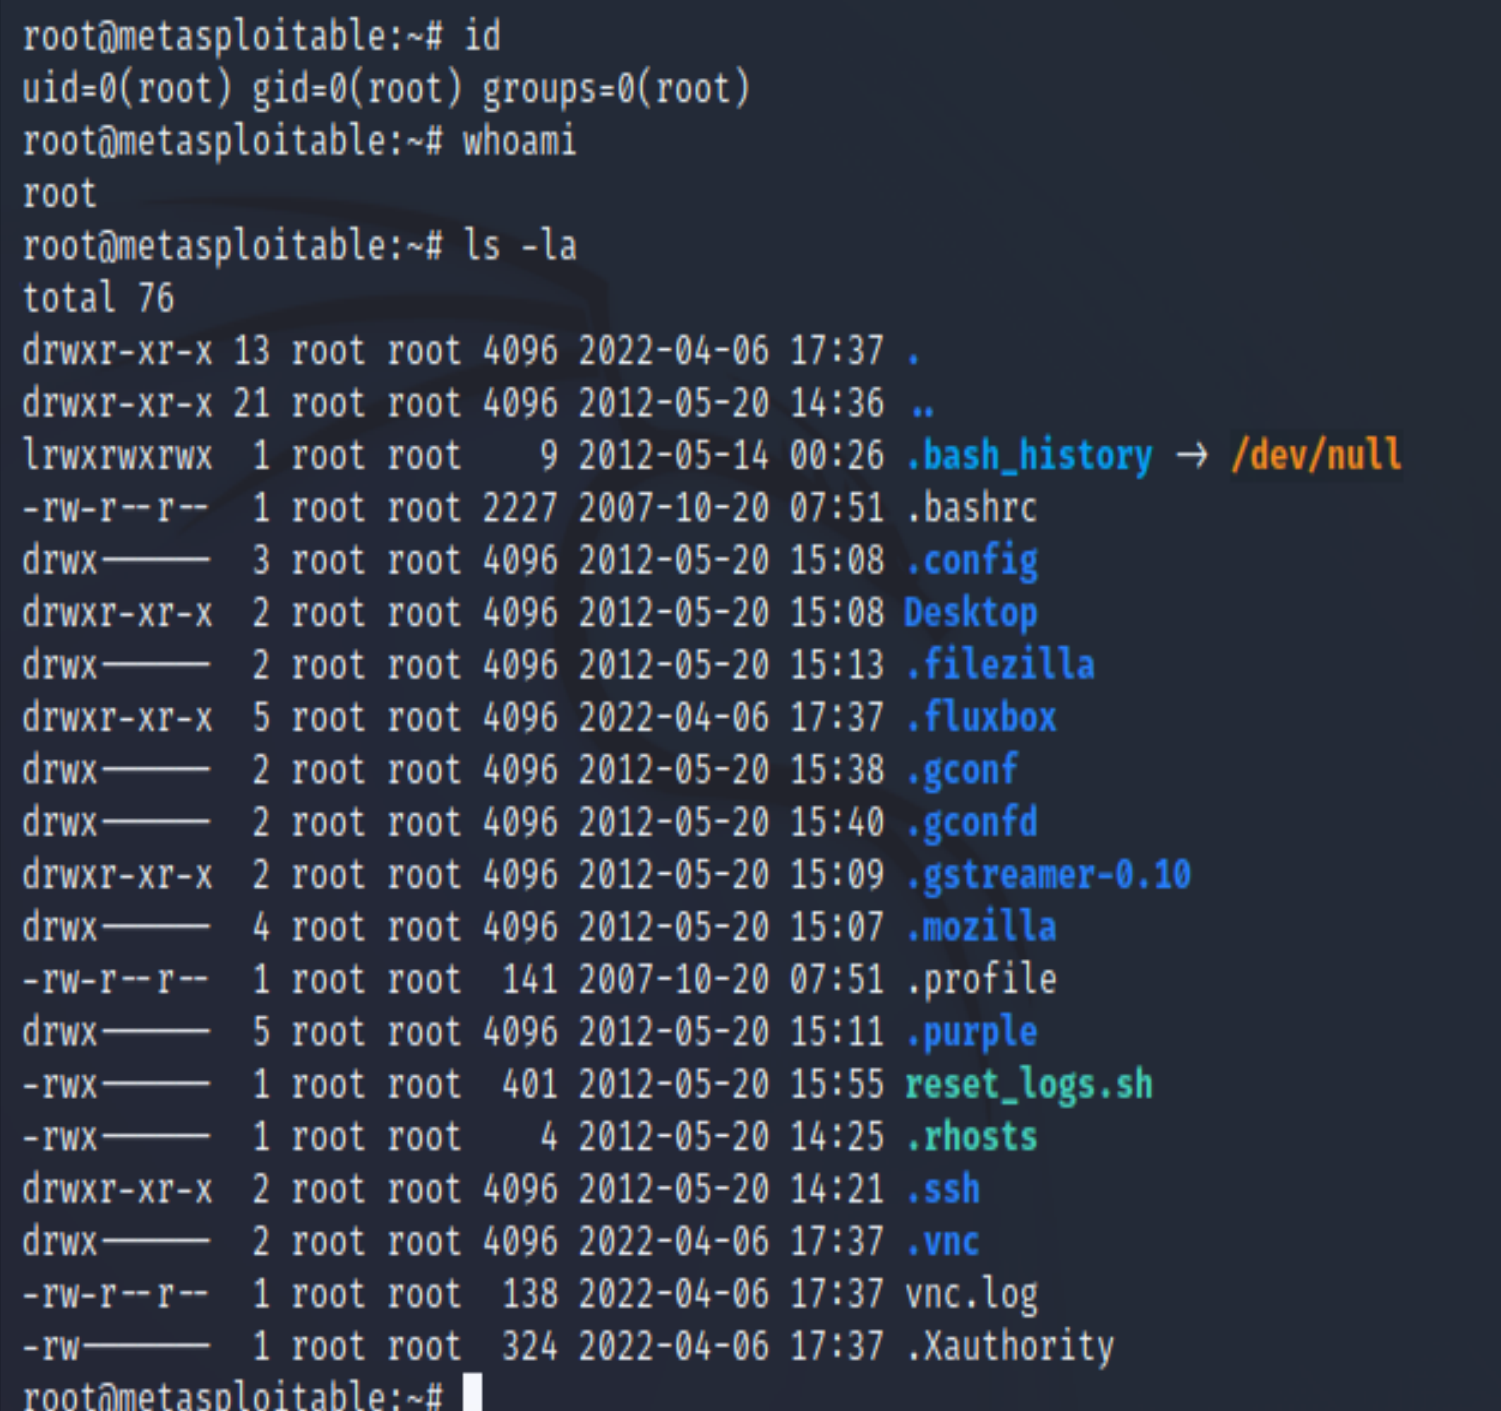 root@metasploitable:~# id
uid=0(root) gid=0(root) groups=0(root)
root@metasploitable:~# whoami
root
root@metasploitable:~# ls -la
total 76
drwxr-xr-x 13 root root 4096 2022-04-06 17:37 .
drwxr-xr-x 21 root root 4096 2012-05-20 14:36 ..
lrwxrwxrwx  1 root root    9 2012-05-14 00:26 .bash_history → /dev/null
-rw-r--r--  1 root root 2227 2007-10-20 07:51 .bashrc
drwx------  3 root root 4096 2012-05-20 15:08 .config
drwxr-xr-x  2 root root 4096 2012-05-20 15:08 Desktop
drwx------  2 root root 4096 2012-05-20 15:13 .filezilla
drwxr-xr-x  5 root root 4096 2022-04-06 17:37 .fluxbox
drwx------  2 root root 4096 2012-05-20 15:38 .gconf
drwx------  2 root root 4096 2012-05-20 15:40 .gconfd
drwxr-xr-x  2 root root 4096 2012-05-20 15:09 .gstreamer-0.10
drwx------  4 root root 4096 2012-05-20 15:07 .mozilla
-rw-r--r--  1 root root  141 2007-10-20 07:51 .profile
drwx------  5 root root 4096 2012-05-20 15:11 .purple
-rwx------  1 root root  401 2012-05-20 15:55 reset_logs.sh
-rwx------  1 root root    4 2012-05-20 14:25 .rhosts
drwxr-xr-x  2 root root 4096 2012-05-20 14:21 .ssh
drwx------  2 root root 4096 2022-04-06 17:37 .vnc
-rw-r--r--  1 root root  138 2022-04-06 17:37 vnc.log
-rw-------  1 root root  324 2022-04-06 17:37 .Xauthority
root@metasploitable:~#